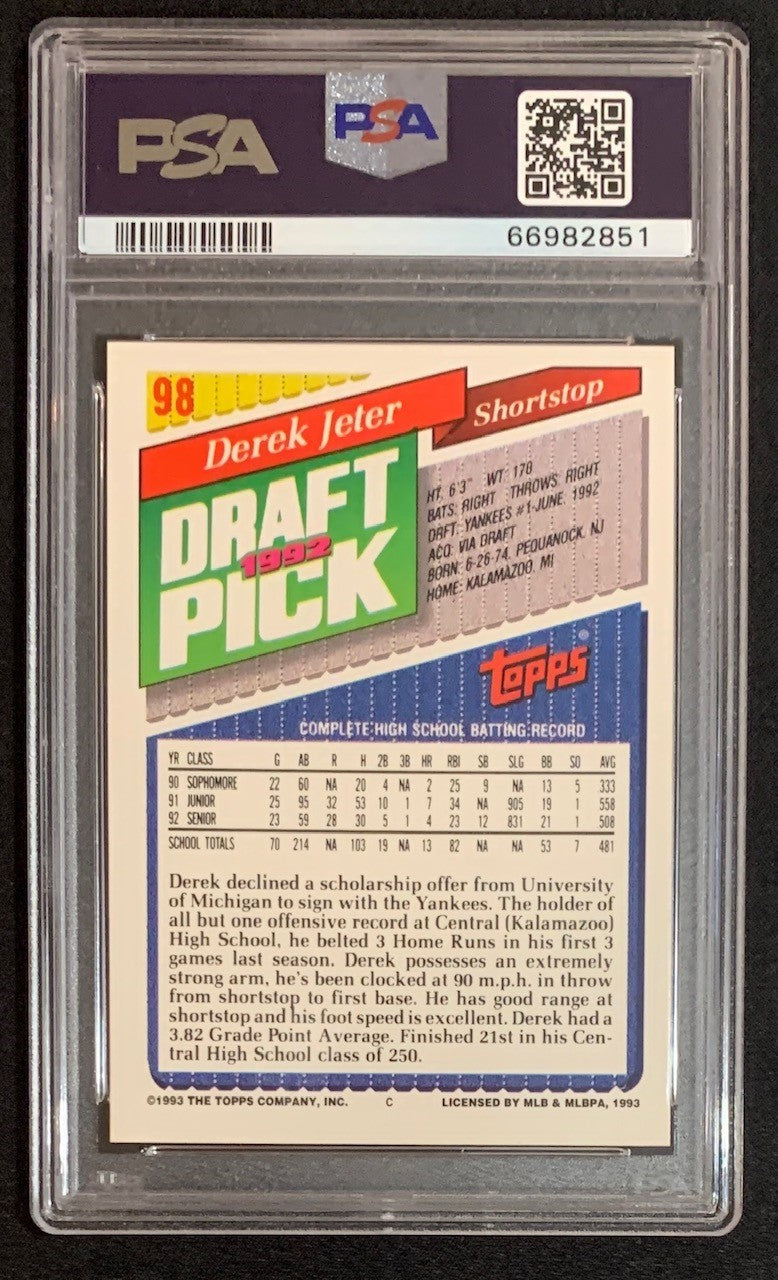 PSA PSA
66982851
98
Derek Jeter Shortstop
DRAFT
1992
PICK
HT: 6'3" WT: 170
BATS: RIGHT THROWS: RIGHT
DRFT: YANKEES #1-JUNE, 1992
ACQ: VIA DRAFT
BORN: 6-26-74, PEQUANOCK, NJ
HOME: KALAMAZOO, MI
topps®
COMPLETE HIGH SCHOOL BATTING RECORD
YR CLASS G AB R H 2B 3B HR RBI SB SLG BB SO AVG
90 SOPHOMORE 22 60 NA 20 4 NA 2 25 9 NA 13 5 .333
91 JUNIOR 25 95 32 53 10 1 7 34 NA .905 19 1 .558
92 SENIOR 23 59 28 30 5 1 4 23 12 .831 21 1 .508
SCHOOL TOTALS 70 214 NA 103 19 NA 13 82 NA NA 53 7 .481
Derek declined a scholarship offer from University
of Michigan to sign with the Yankees. The holder of
all but one offensive record at Central (Kalamazoo)
High School, he belted 3 Home Runs in his first 3
games last season. Derek possesses an extremely
strong arm, he's been clocked at 90 m.p.h. in throw
from shortstop to first base. He has good range at
shortstop and his foot speed is excellent. Derek had a
3.82 Grade Point Average. Finished 21st in his Cen-
tral High School class of 250.
©1993 THE TOPPS COMPANY, INC. C LICENSED BY MLB & MLBPA, 1993